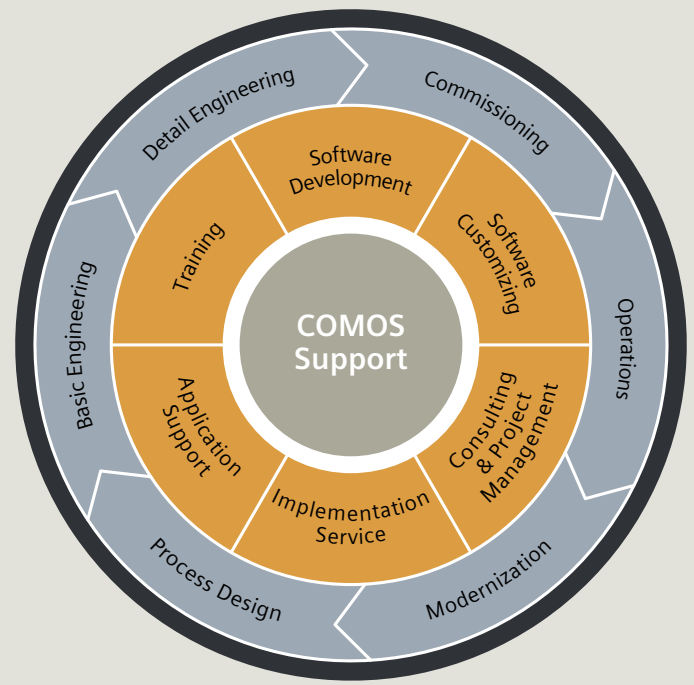 COMOS
Support
Software
Development
Software
Customizing
Consulting
& Project
Management
Implementation
Service
Application
Support
Training
Detail Engineering
Commissioning
Operations
Modernization
Process Design
Basic Engineering